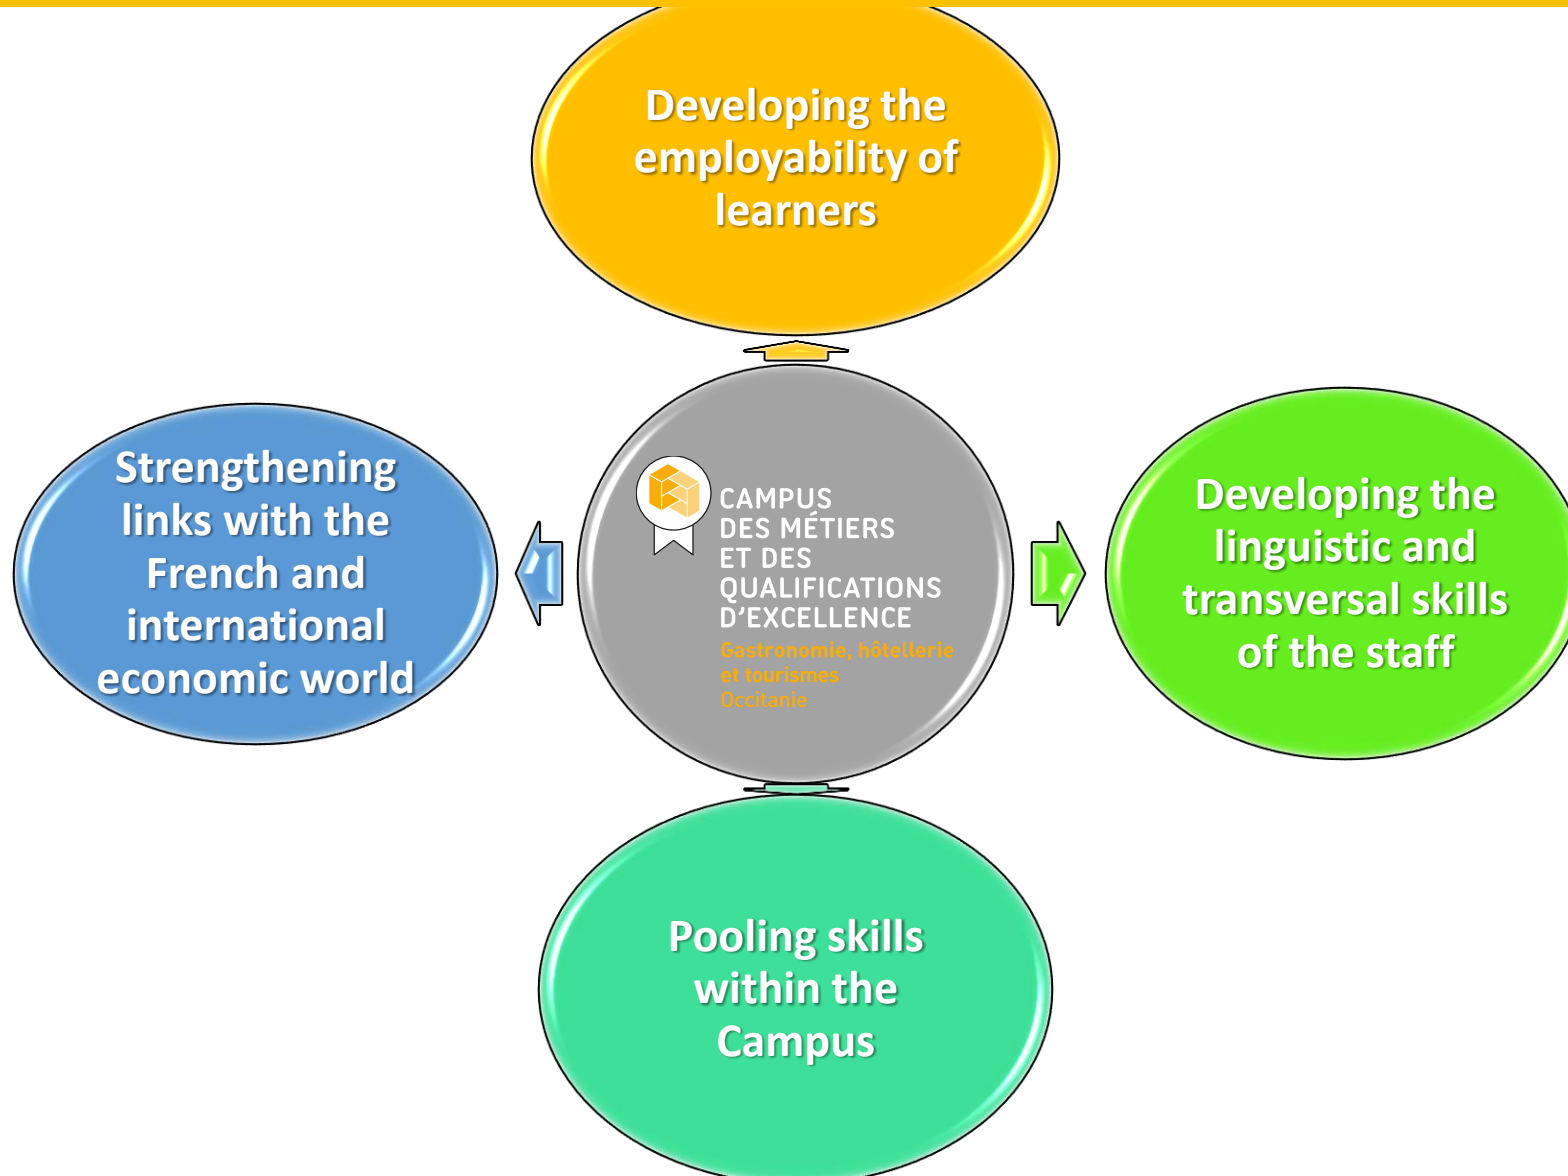 Developing the
employability of
learners
Strengthening
links with the
French and
international
economic world
CAMPUS
DES MÉTIERS
ET DES
QUALIFICATIONS
D'EXCELLENCE
Gastronomie, hôtellerie
et tourismes
Occitanie
Developing the
linguistic and
transversal skills
of the staff
Pooling skills
within the
Campus